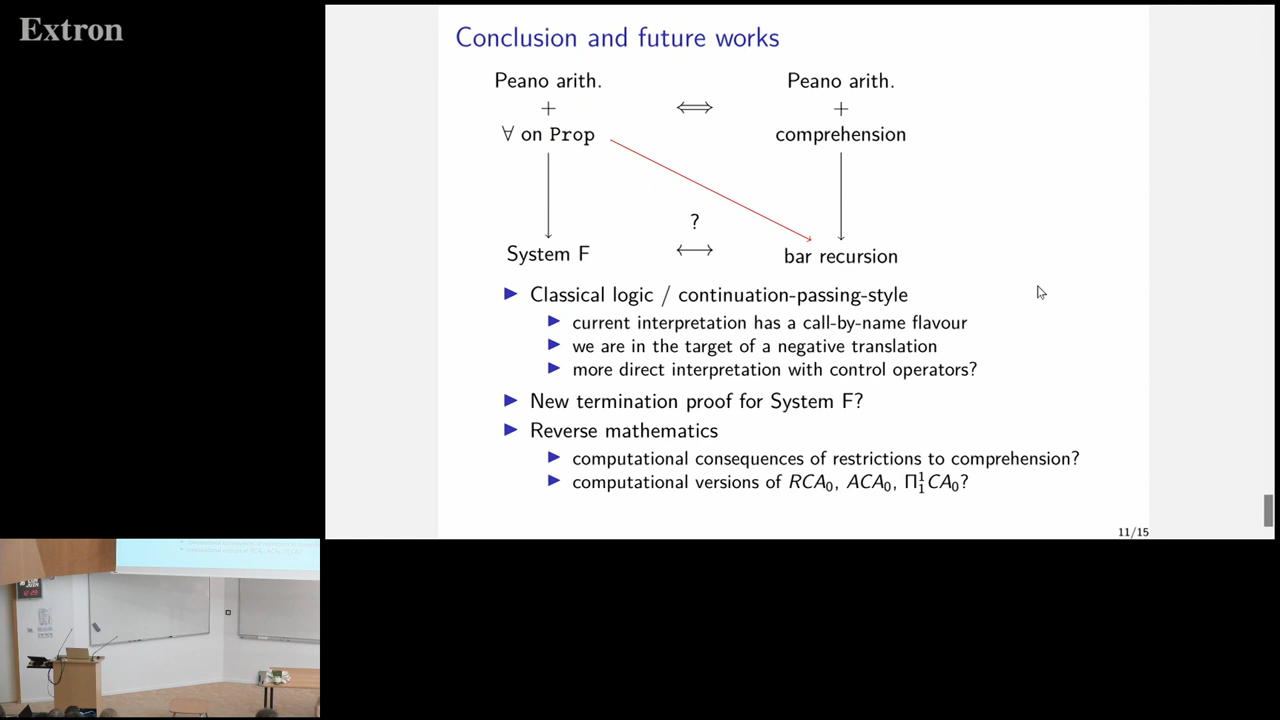 Extron
Conclusion and future works
Peano arith. Peano arith.
+ ⟺ +
∀ on Prop comprehension
?
System F ⟷ bar recursion
Classical logic / continuation-passing-style
current interpretation has a call-by-name flavour
we are in the target of a negative translation
more direct interpretation with control operators?
New termination proof for System F?
Reverse mathematics
computational consequences of restrictions to comprehension?
computational versions of RCA₀, ACA₀, Π¹₁CA₀?
11/15